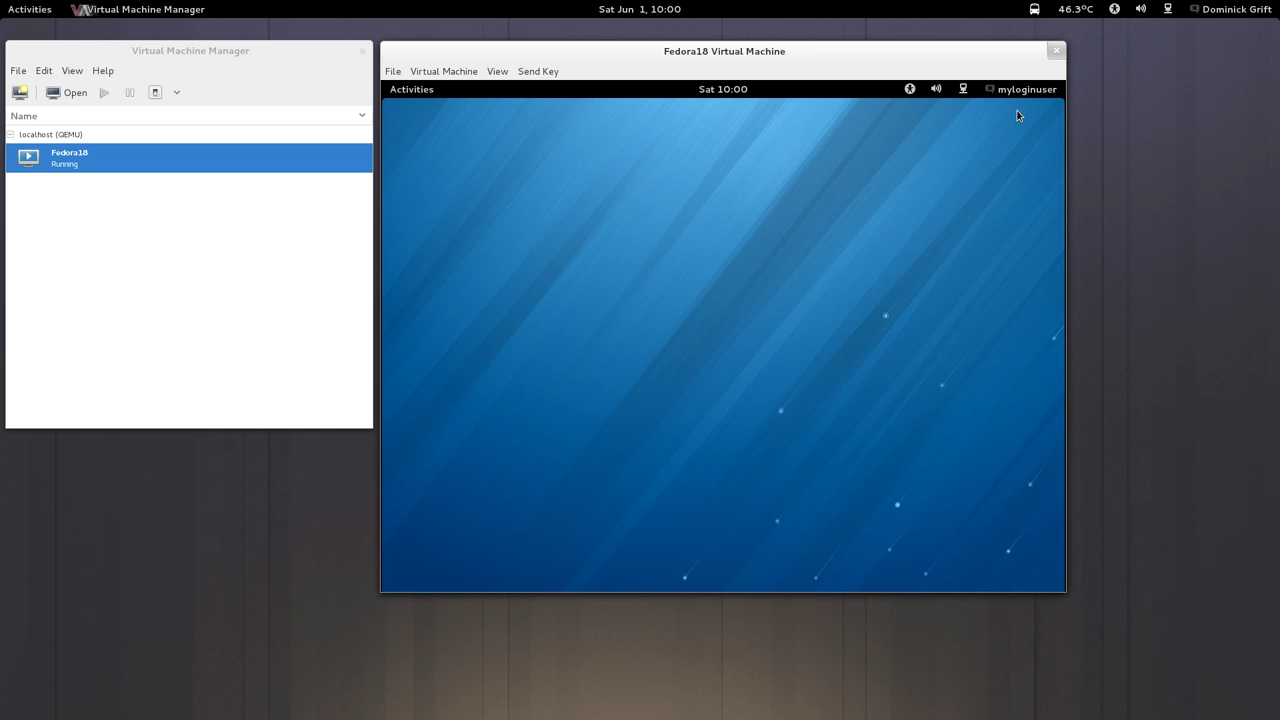 Activities Virtual Machine Manager Sat Jun 1, 10:00 46.3ºC Dominick Grift
Virtual Machine Manager
File Edit View Help
Open
Name
localhost (QEMU)
Fedora18
Running
Fedora18 Virtual Machine
File Virtual Machine View Send Key
Activities Sat 10:00 myloginuser